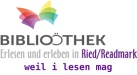 BIBLIOTHEK
Erlesen und erleben in Ried/Readmark
weil i lesen mag